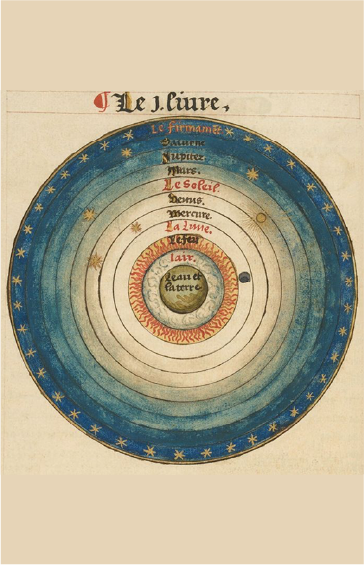 ¶ Le .j. liure,
Le firmamēt
Saturne
Jupiter
Mars.
Le Soleil.
Venus.
Mercure.
La Lune.
Le feu
lair.
Leau et
la terre